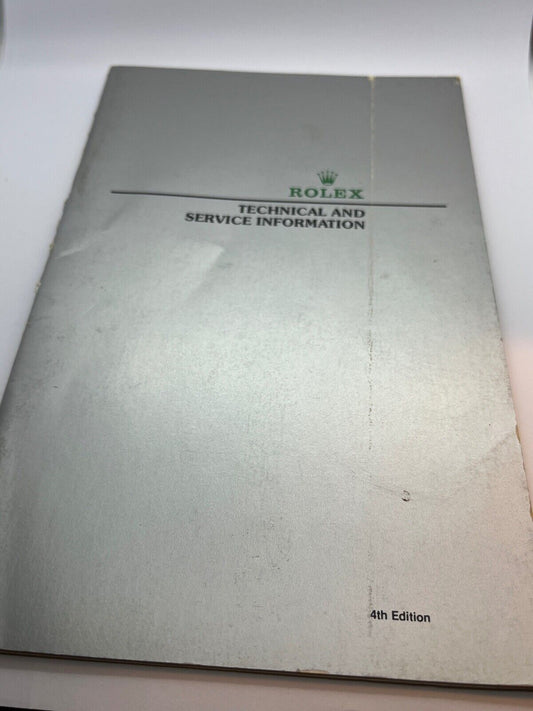 ROLEX
TECHNICAL AND
SERVICE INFORMATION
4th Edition